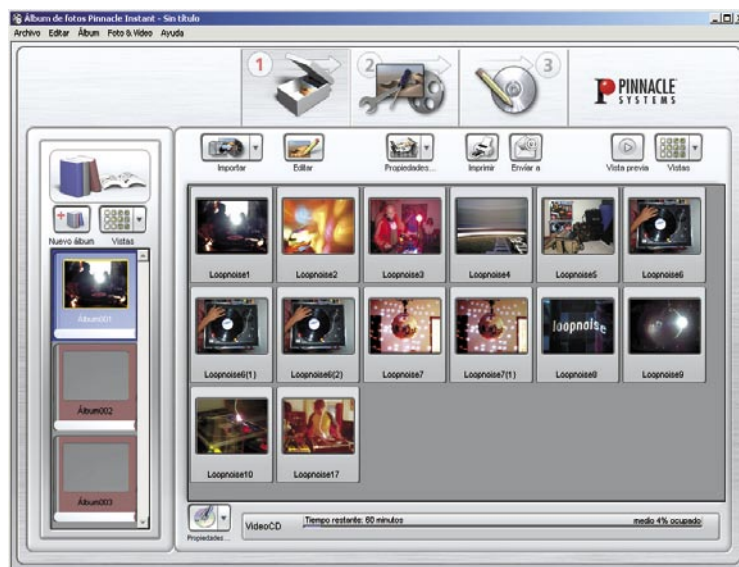 Álbum de fotos Pinnacle Instant - Sin título
Archivo Editar Álbum Foto & Vídeo Ayuda
1 2 3
PINNACLE
SYSTEMS
Importar Editar Propiedades... Imprimir Enviar a Vista previa Vistas
Nuevo álbum Vistas
Álbum001
Álbum002
Álbum003
Loopnoise1 Loopnoise2 Loopnoise3 Loopnoise4 Loopnoise5 Loopnoise6
loopnoise
Loopnoise6(1) Loopnoise6(2) Loopnoise7 Loopnoise7(1) Loopnoise8 Loopnoise9
Loopnoise10 Loopnoise17
Propiedades...
VideoCD
Tiempo restante: 60 minutos medio 4% ocupado